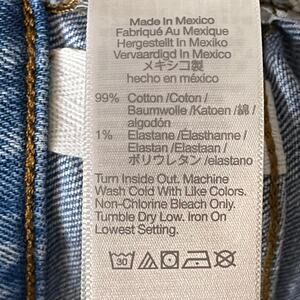 Made In Mexico
Fabriqué Au Mexique
Hergestellt In Mexiko
Vervaardigd In Mexico
メキシコ製
hecho en méxico
99% Cotton /Coton /
Baumwolle /Katoen /綿 /
algodón
1% Elastane /Élasthanne /
Elastan /Elastaan /
ポリウレタン /elastano
Turn Inside Out. Machine
Wash Cold With Like Colors.
Non-Chlorine Bleach Only.
Tumble Dry Low. Iron On
Lowest Setting.
30